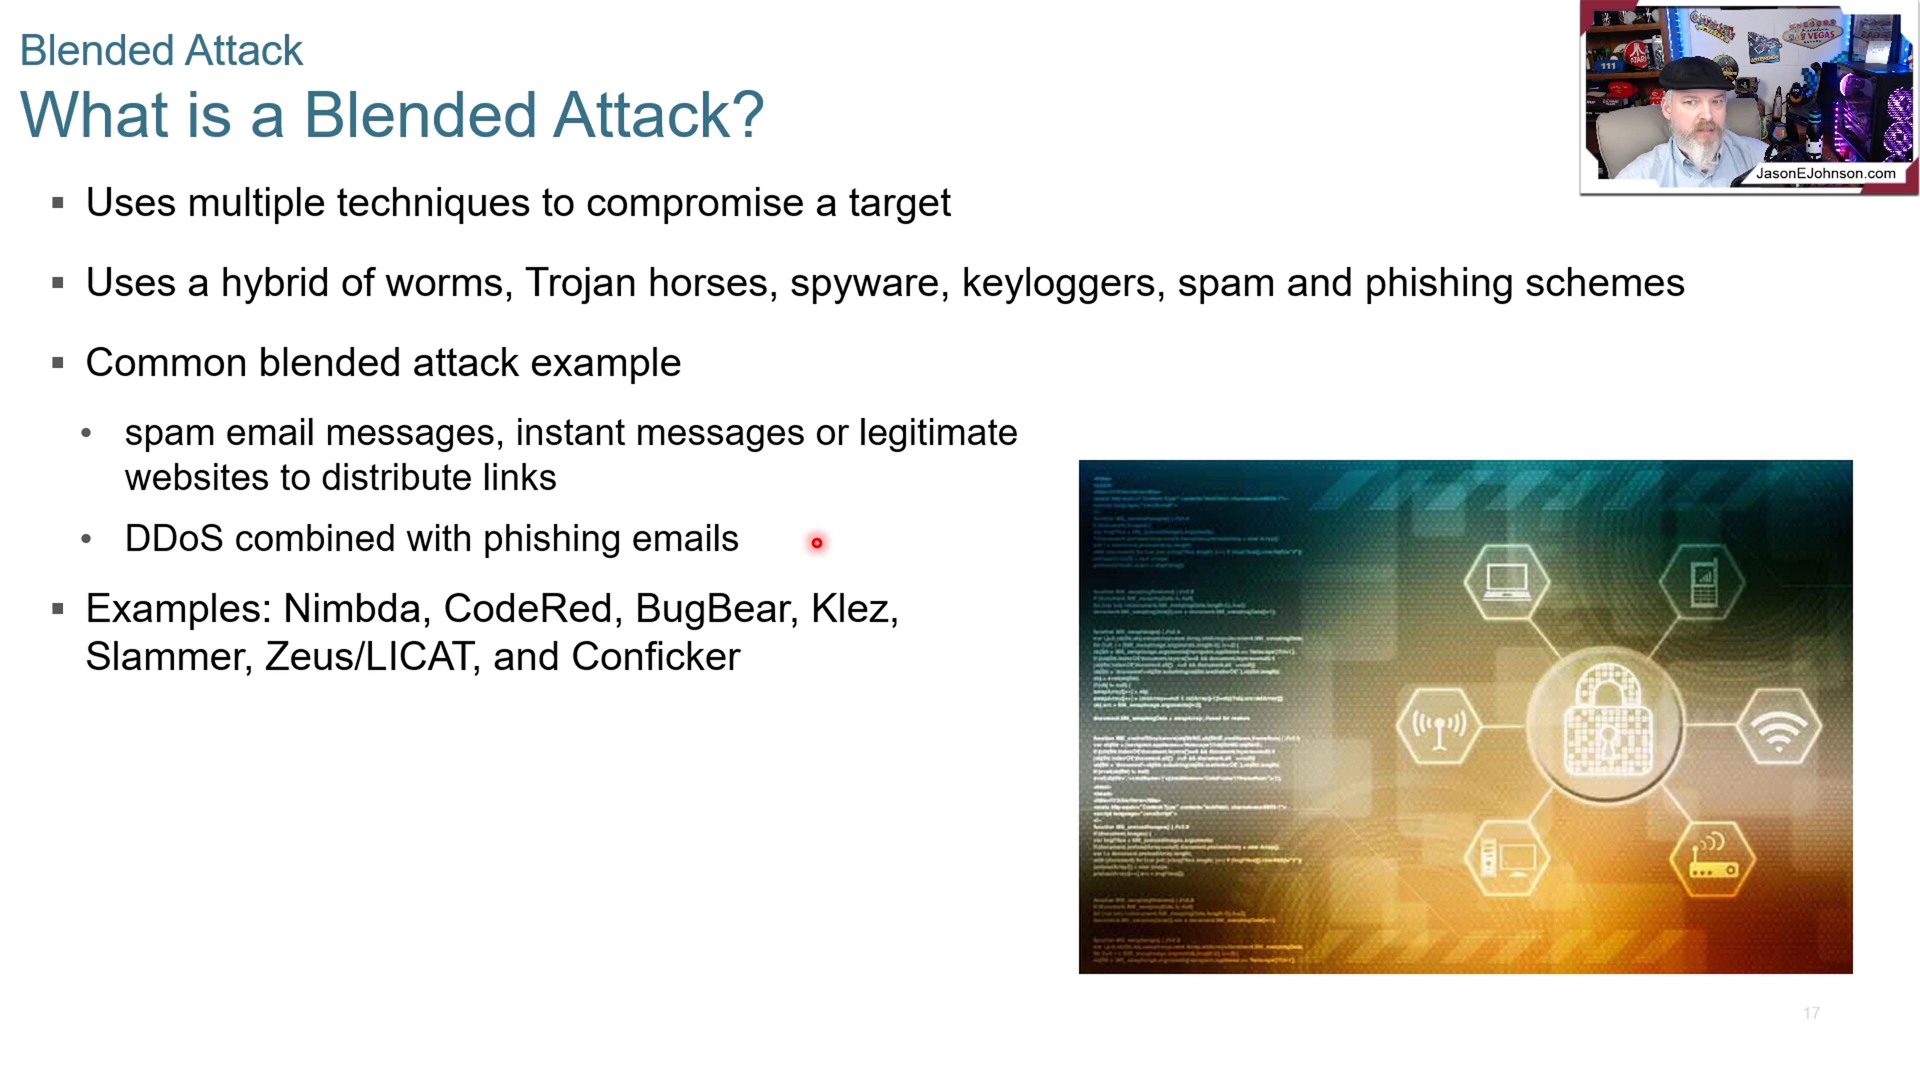 Blended Attack
What is a Blended Attack?
Uses multiple techniques to compromise a target
Uses a hybrid of worms, Trojan horses, spyware, keyloggers, spam and phishing schemes
Common blended attack example
spam email messages, instant messages or legitimate
websites to distribute links
DDoS combined with phishing emails
Examples: Nimbda, CodeRed, BugBear, Klez,
Slammer, Zeus/LICAT, and Conficker
ATARI
111
VEGAS
JasonEJohnson.com
17